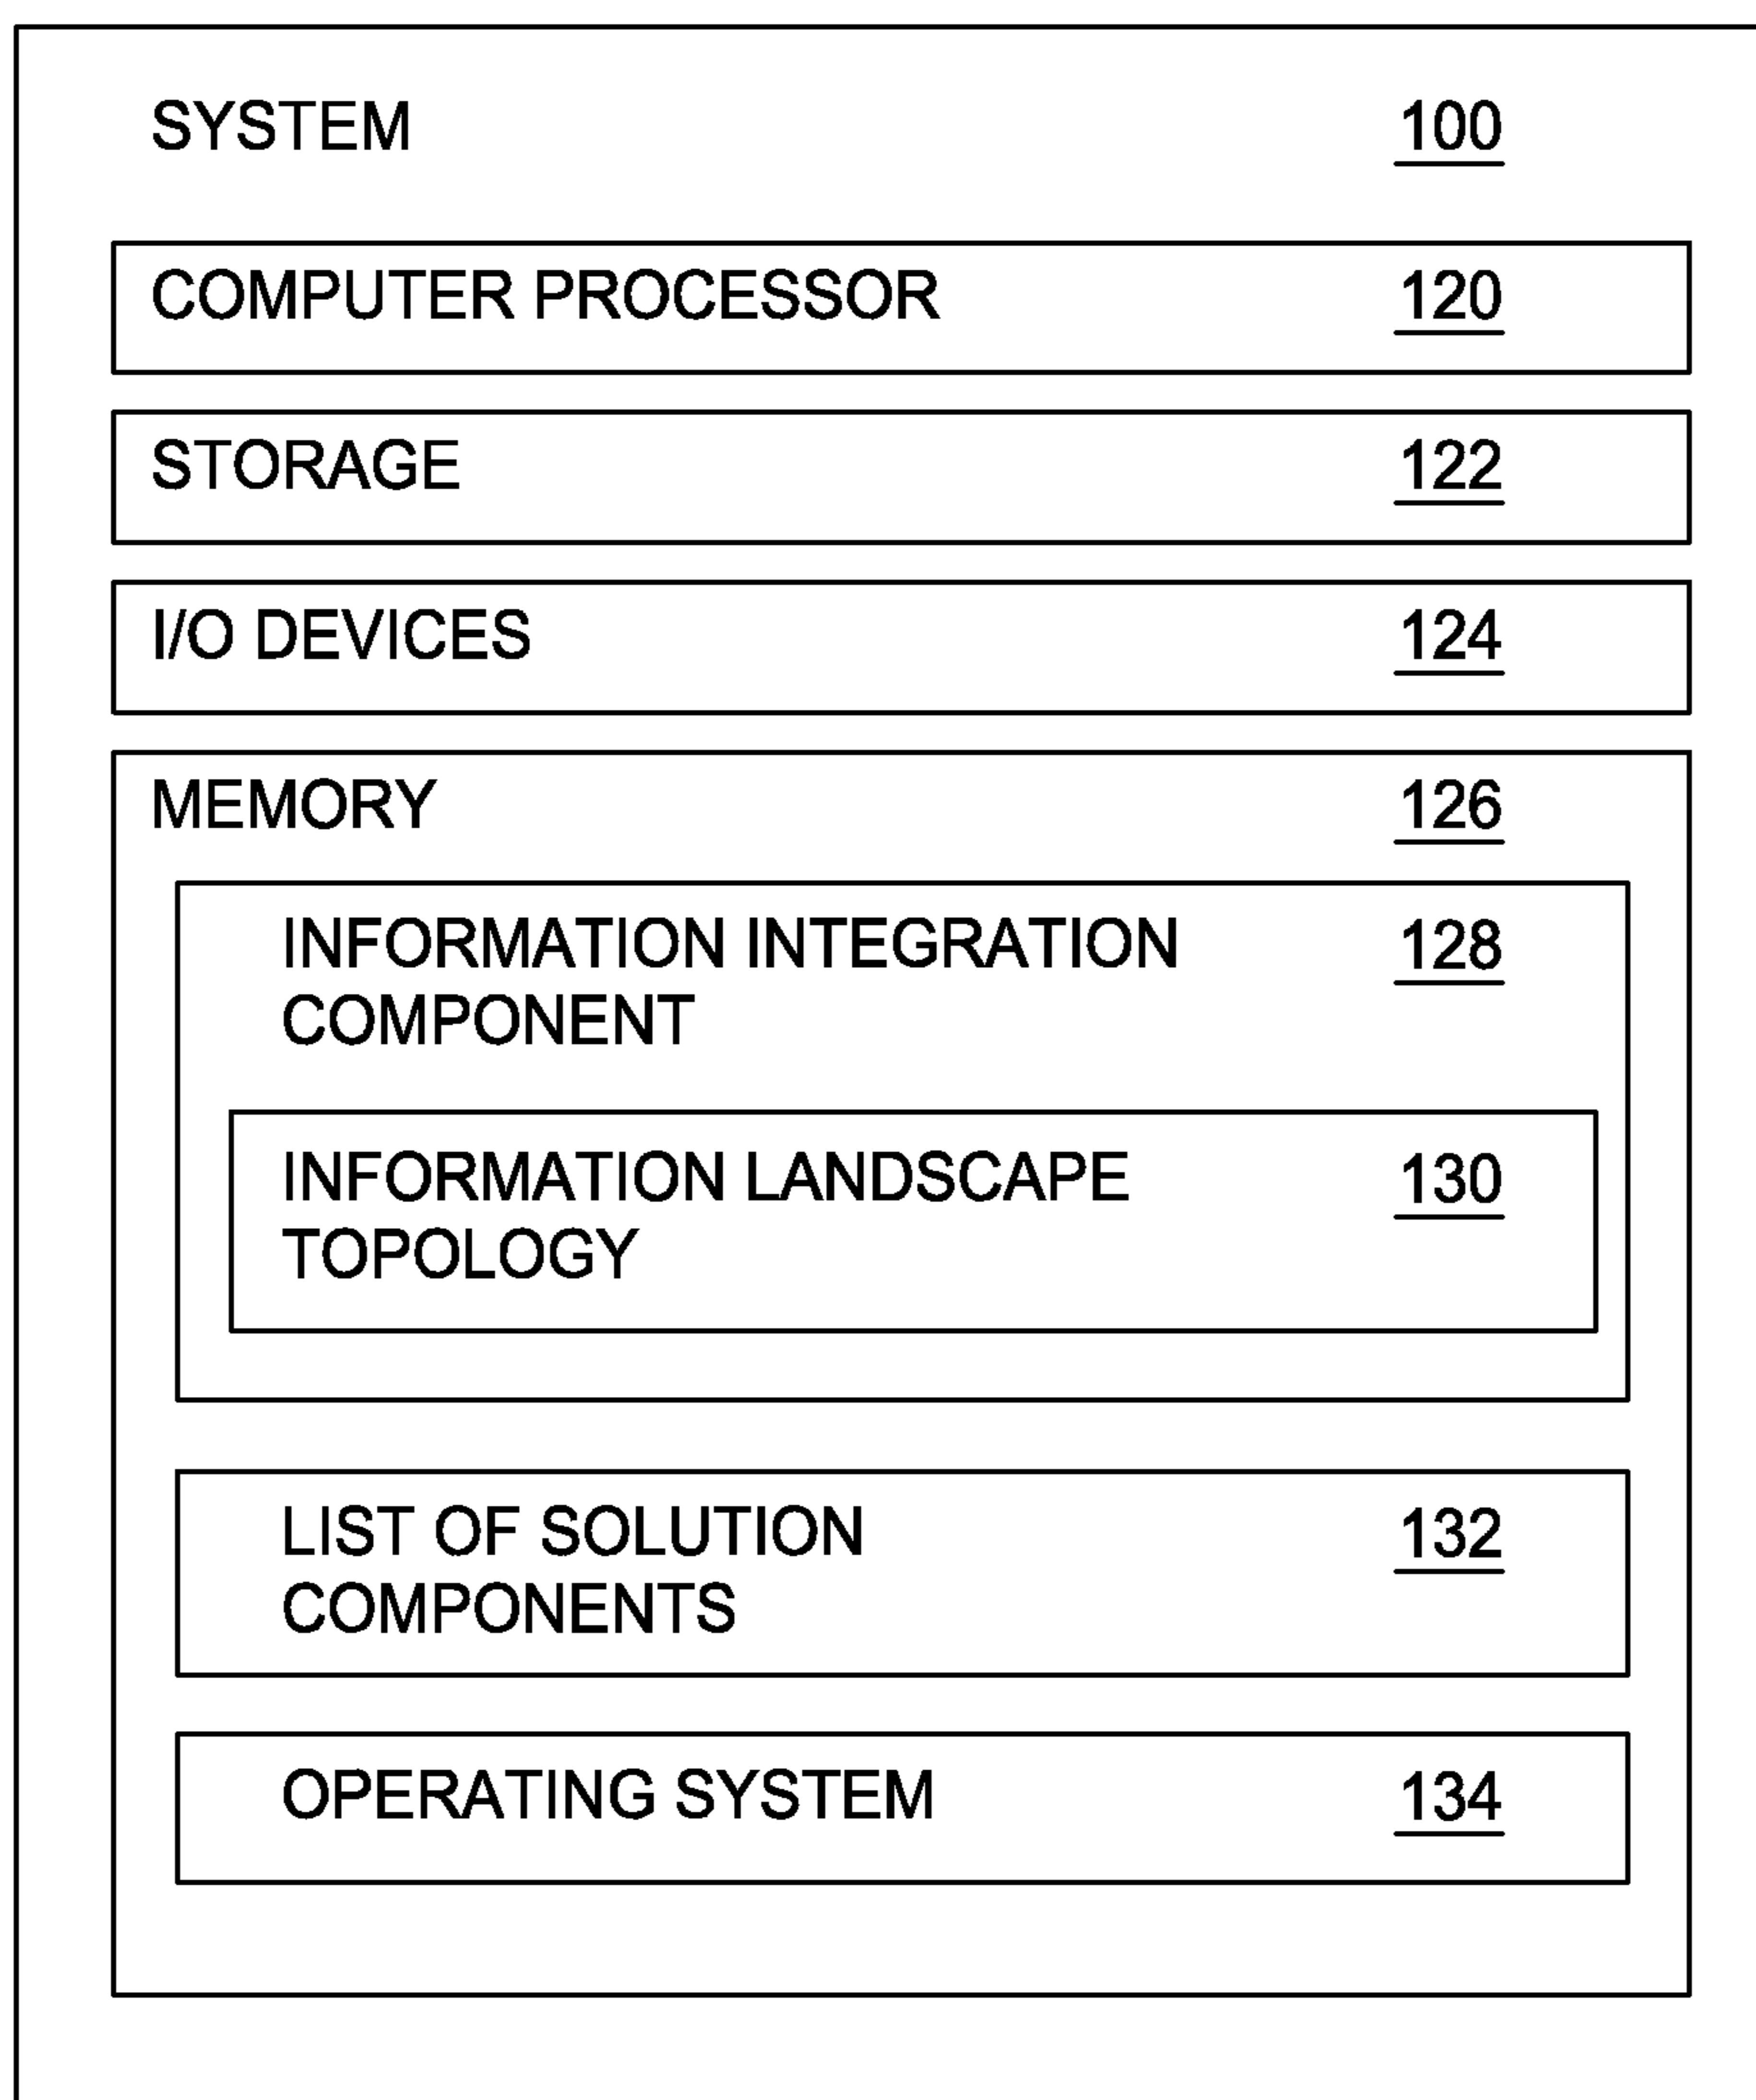 SYSTEM 100
COMPUTER PROCESSOR 120
STORAGE 122
I/O DEVICES 124
MEMORY 126
INFORMATION INTEGRATION 128
COMPONENT
INFORMATION LANDSCAPE 130
TOPOLOGY
LIST OF SOLUTION 132
COMPONENTS
OPERATING SYSTEM 134